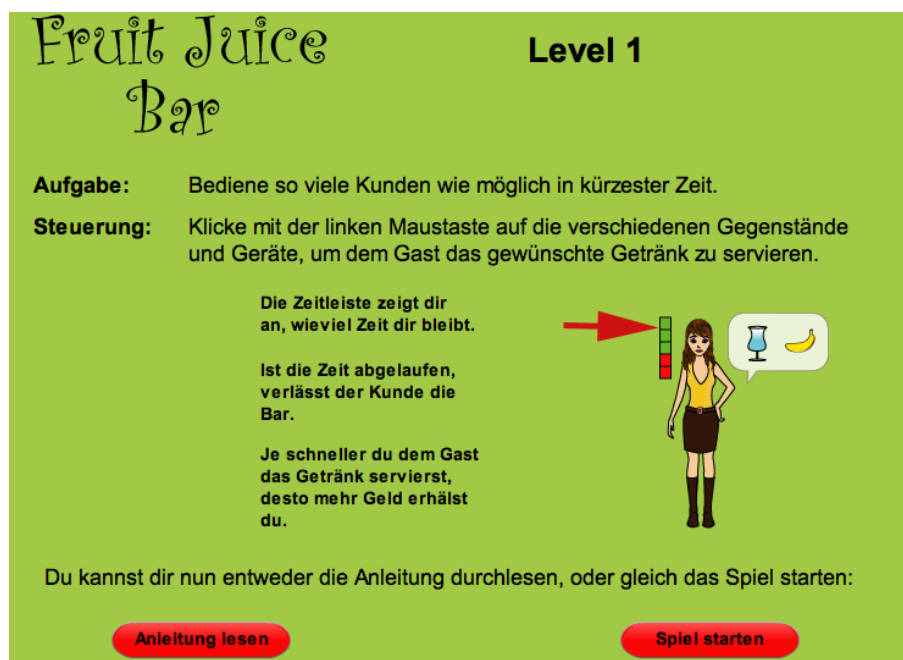 Fruit Juice
Bar
Level 1
Aufgabe: Bediene so viele Kunden wie möglich in kürzester Zeit.
Steuerung: Klicke mit der linken Maustaste auf die verschiedenen Gegenstände
und Geräte, um dem Gast das gewünschte Getränk zu servieren.
Die Zeitleiste zeigt dir
an, wieviel Zeit dir bleibt.
Ist die Zeit abgelaufen,
verlässt der Kunde die
Bar.
Je schneller du dem Gast
das Getränk servierst,
desto mehr Geld erhälst
du.
Du kannst dir nun entweder die Anleitung durchlesen, oder gleich das Spiel starten:
Anleitung lesen
Spiel starten